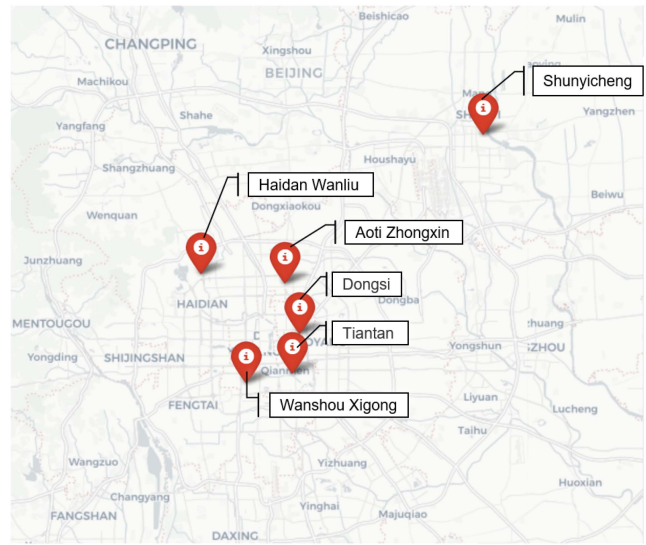 Beishicao
Mulin
CHANGPING
Xingshou
BEIJING
Shunyicheng
Machikou
Yangzhen
Shahe
Yangfang
Houshayu
Shangzhuang
Haidan Wanliu
Beiwu
Dongxiaokou
Wenquan
Aoti Zhongxin
Junzhuang
Dongsi
HAIDIAN
Dongba
MENTOUGOU
Tiantan
Yongding
SHIJINGSHAN
Yongshun
Qianmen
Wanshou Xigong
FENGTAI
Liyuan
Lucheng
Taihu
Wangzuo
Yizhuang
Huoxian
Changyang
Yinghai
FANGSHAN
Majuqiao
DAXING